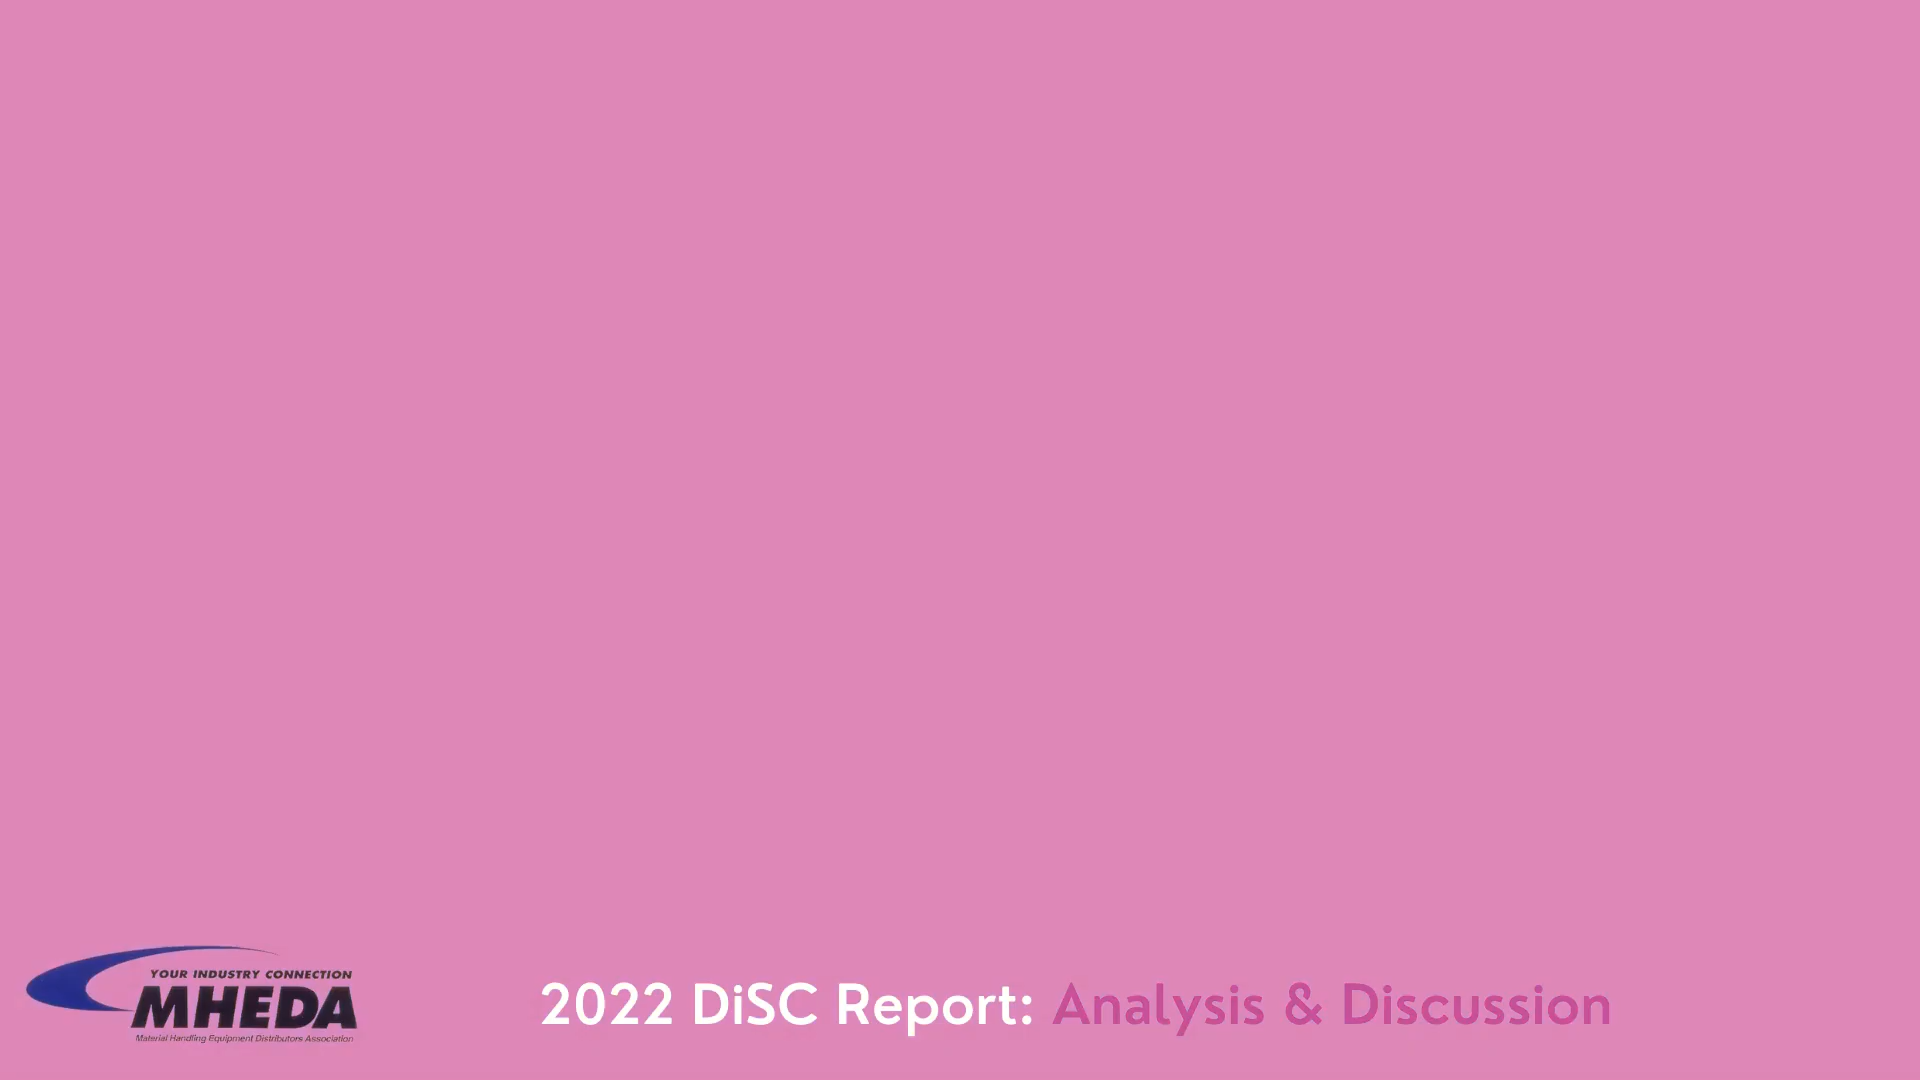 YOUR INDUSTRY CONNECTION
MHEDA
Material Handling Equipment Distributors Association
2022 DiSC Report: Analysis & Discussion